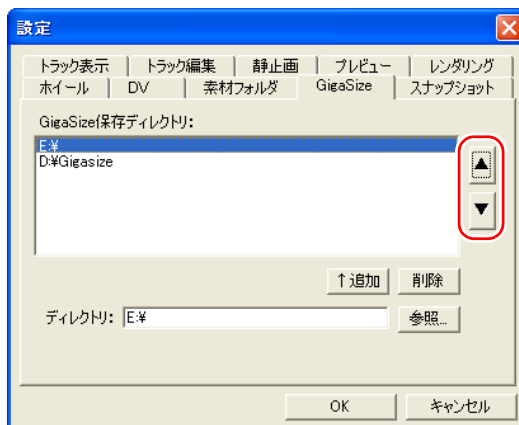 設定
トラック表示 トラック編集 静止画 プレビュー レンダリング
ホイール DV 素材フォルダ GigaSize スナップショット
GigaSize保存ディレクトリ:
E:¥
D:¥Gigasize
▲
▼
↑追加 削除
ディレクトリ: E:¥ 参照...
OK キャンセル